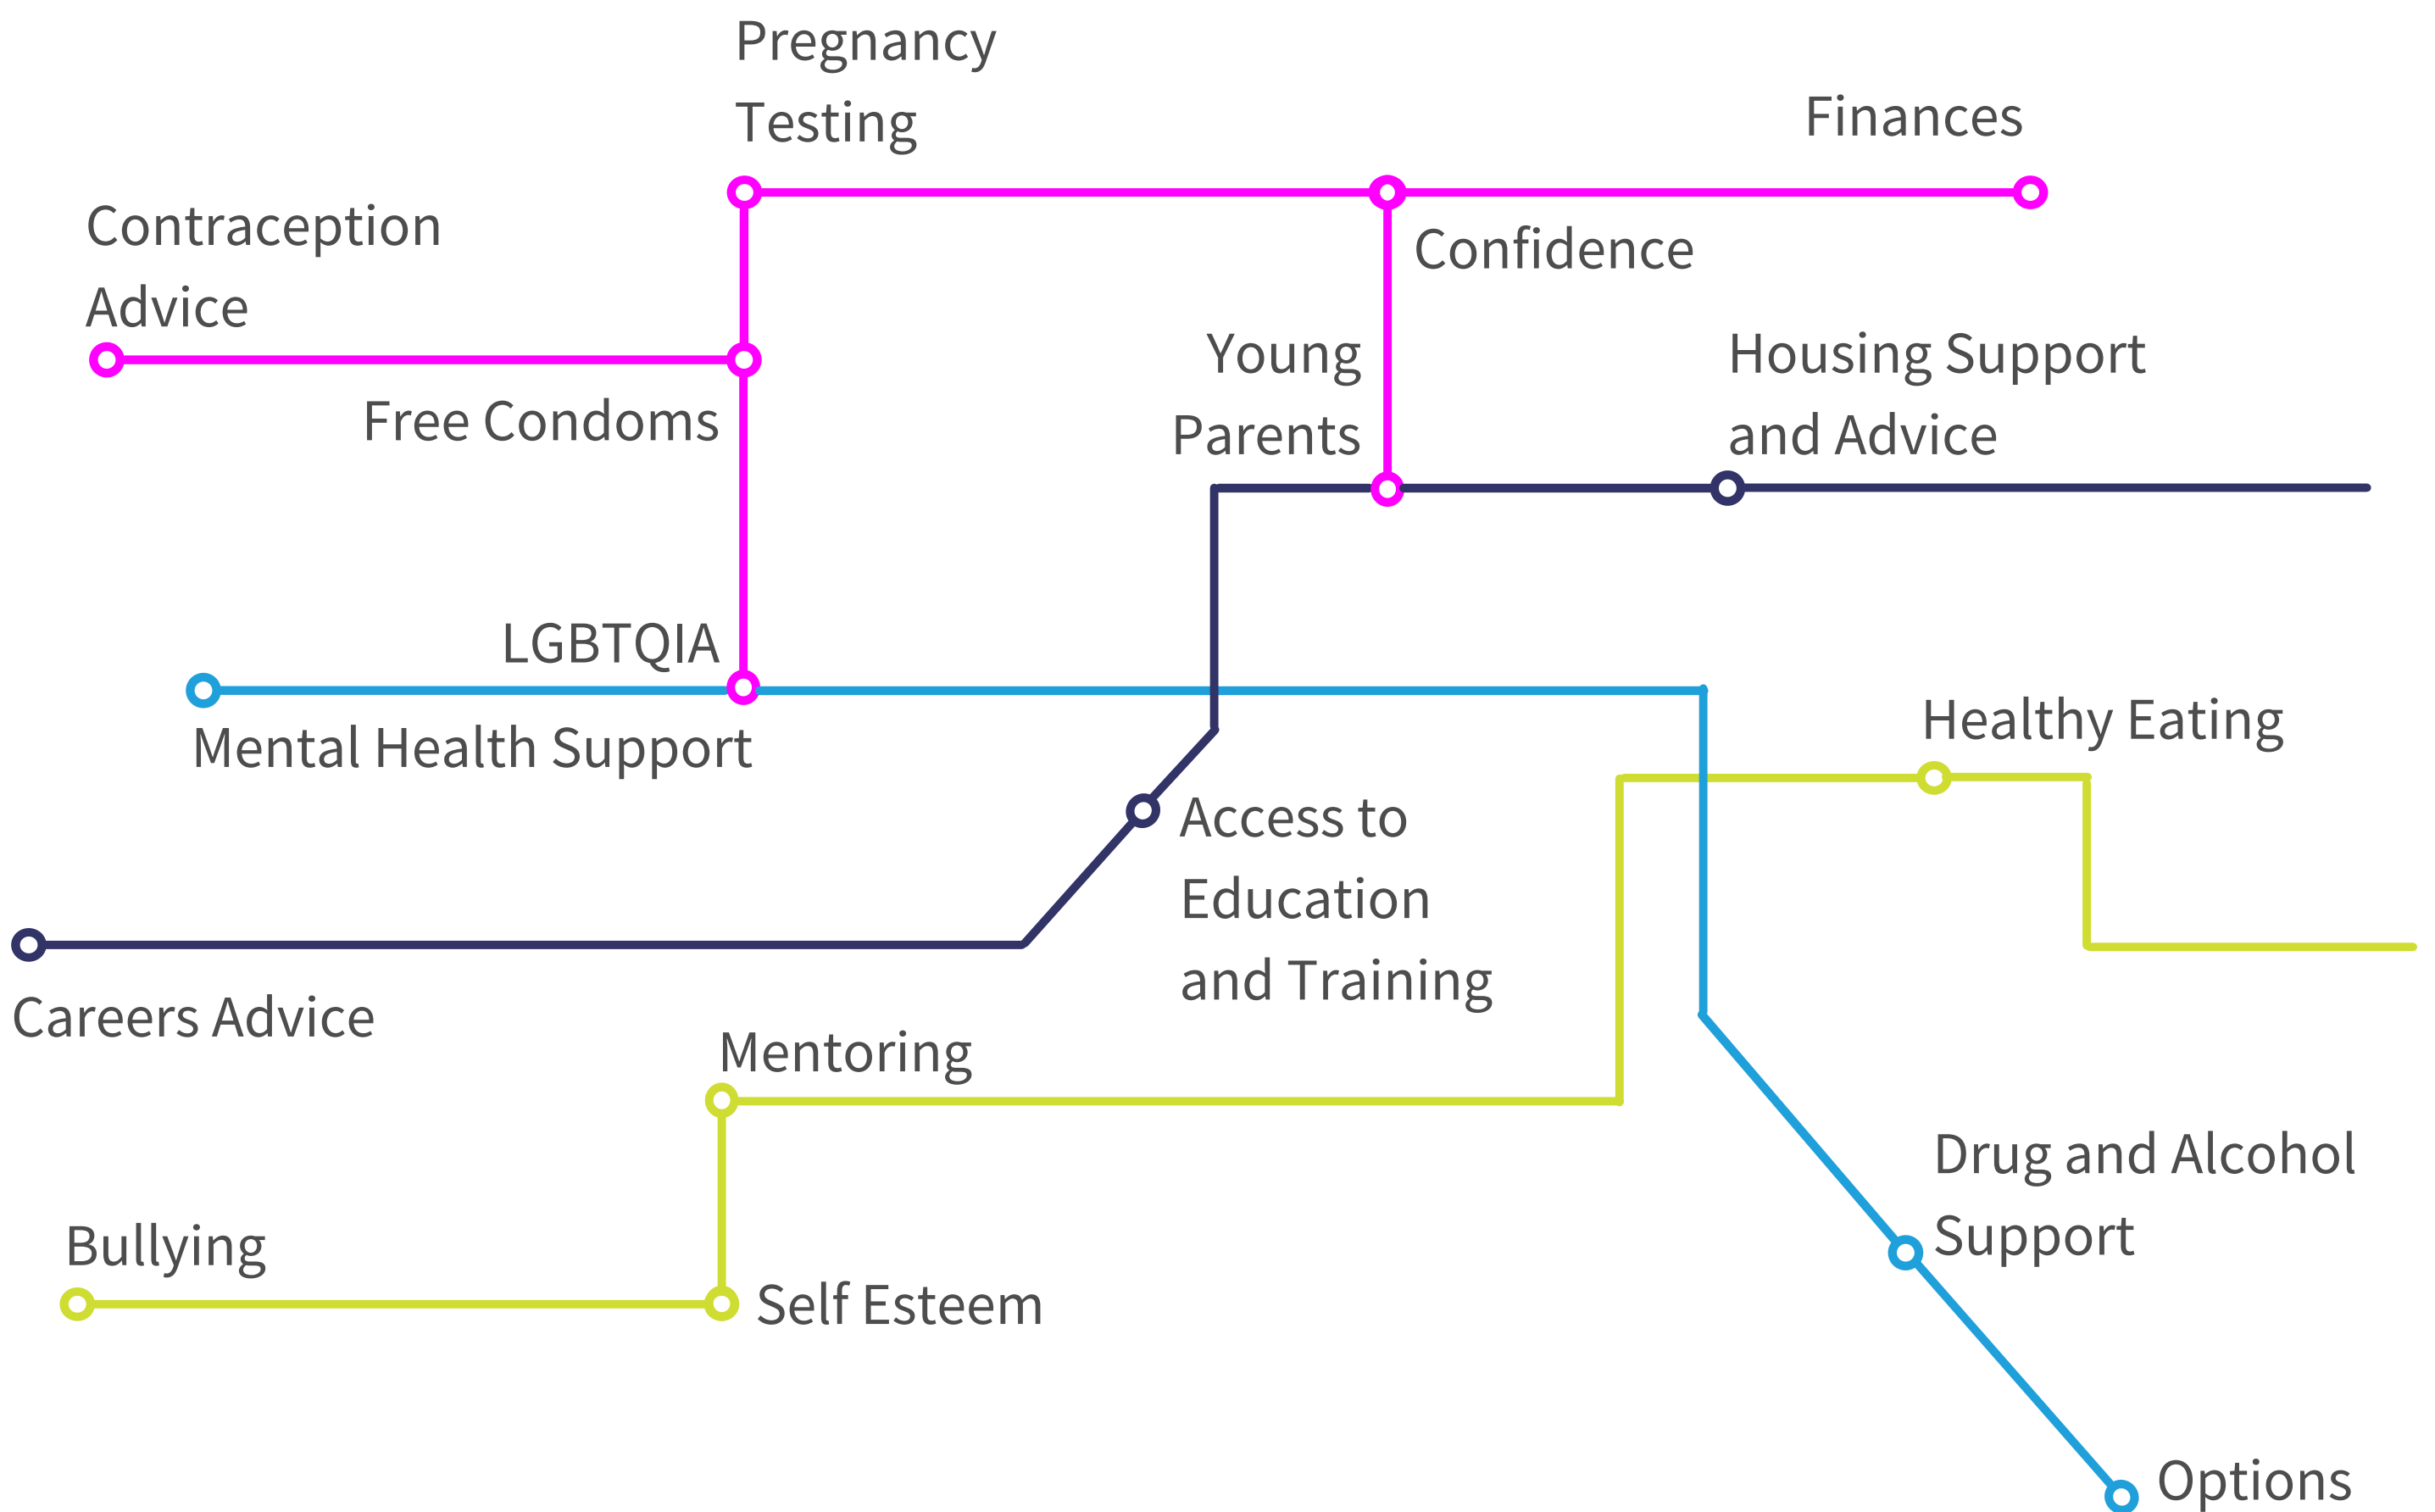 Pregnancy
Testing
Finances
Contraception
Advice
Confidence
Young
Parents
Housing Support
and Advice
Free Condoms
LGBTQIA
Mental Health Support
Healthy Eating
Access to
Education
and Training
Careers Advice
Mentoring
Drug and Alcohol
Support
Bullying
Self Esteem
Options